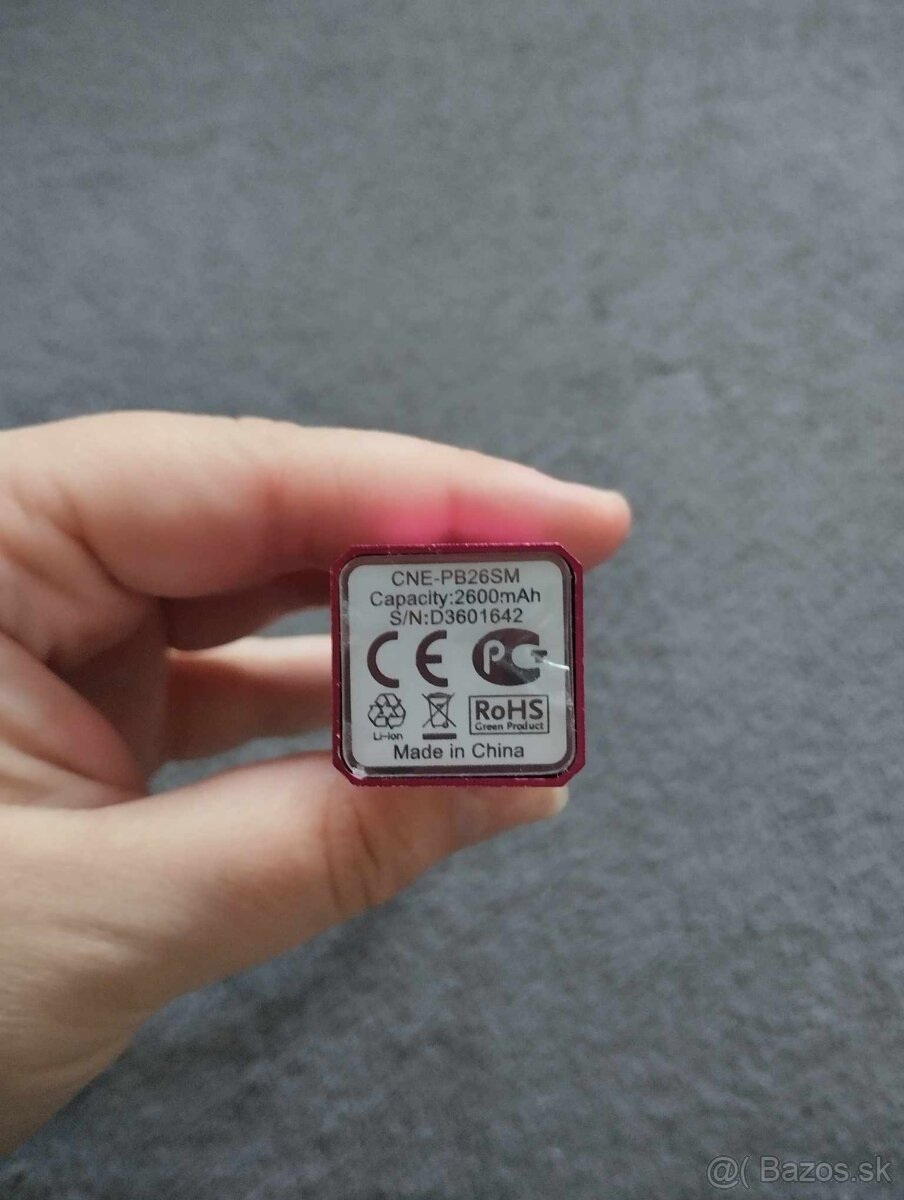 CNE-PB26SM
Capacity:2600mAh
S/N:D3601642
CE PC
Li-ion
RoHS
Green Product
Made in China
@( Bazos.sk